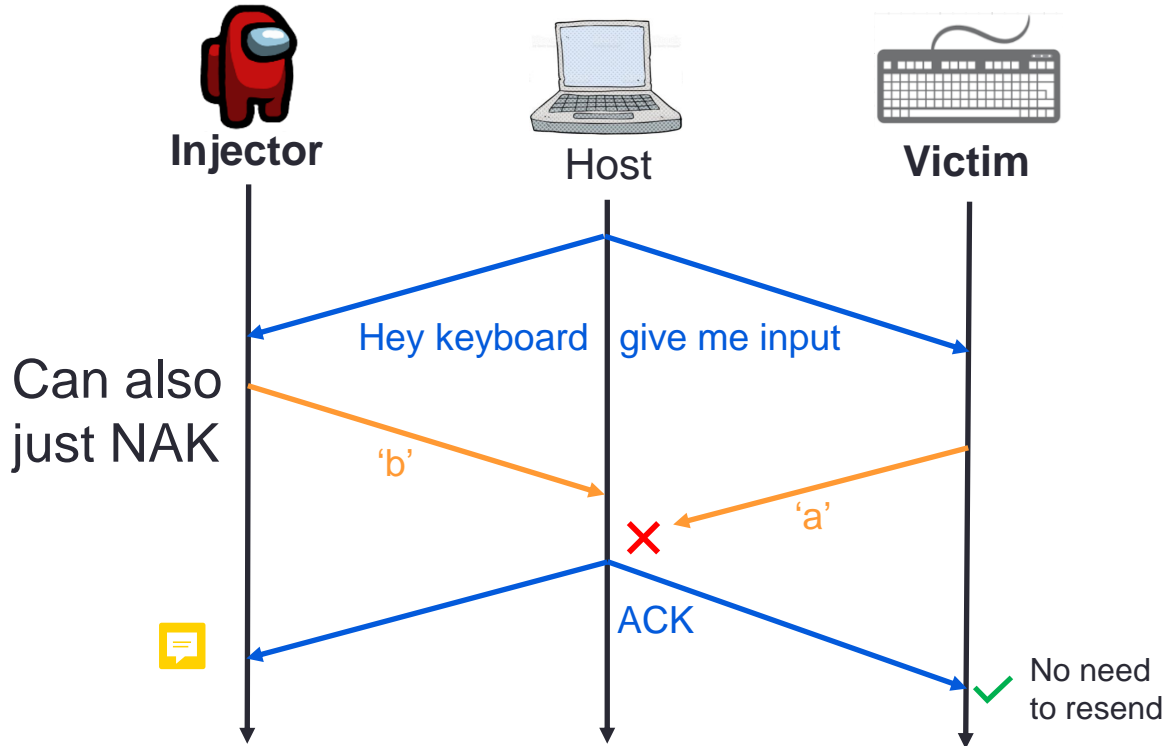 Injector
Host
Victim
Hey keyboard give me input
Can also
just NAK
‘b’
‘a’
ACK
No need
to resend